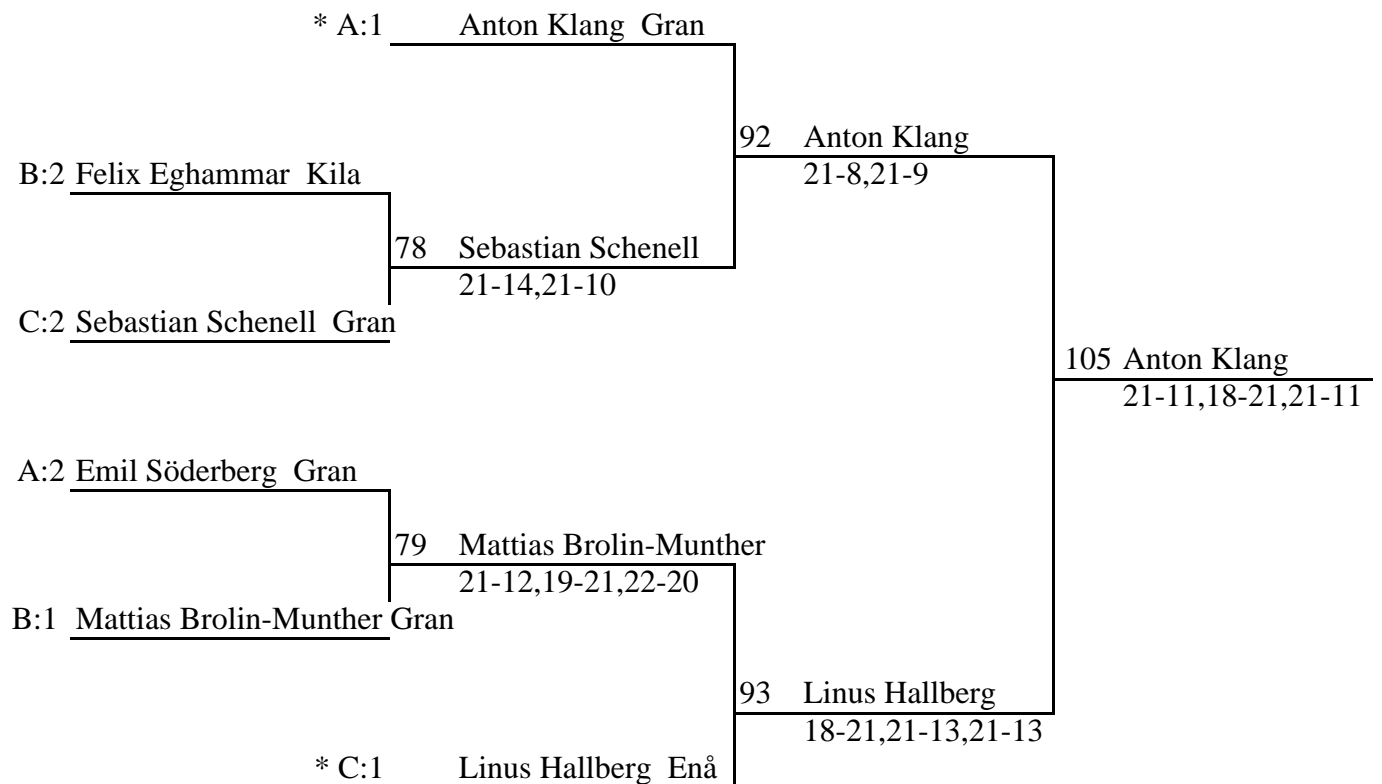 * A:1 Anton Klang Gran
92 Anton Klang
B:2 Felix Eghammar Kila
21-8,21-9
78 Sebastian Schenell
21-14,21-10
C:2 Sebastian Schenell Gran
105 Anton Klang
21-11,18-21,21-11
A:2 Emil Söderberg Gran
79 Mattias Brolin-Munther
21-12,19-21,22-20
B:1 Mattias Brolin-Munther Gran
93 Linus Hallberg
18-21,21-13,21-13
* C:1 Linus Hallberg Enå